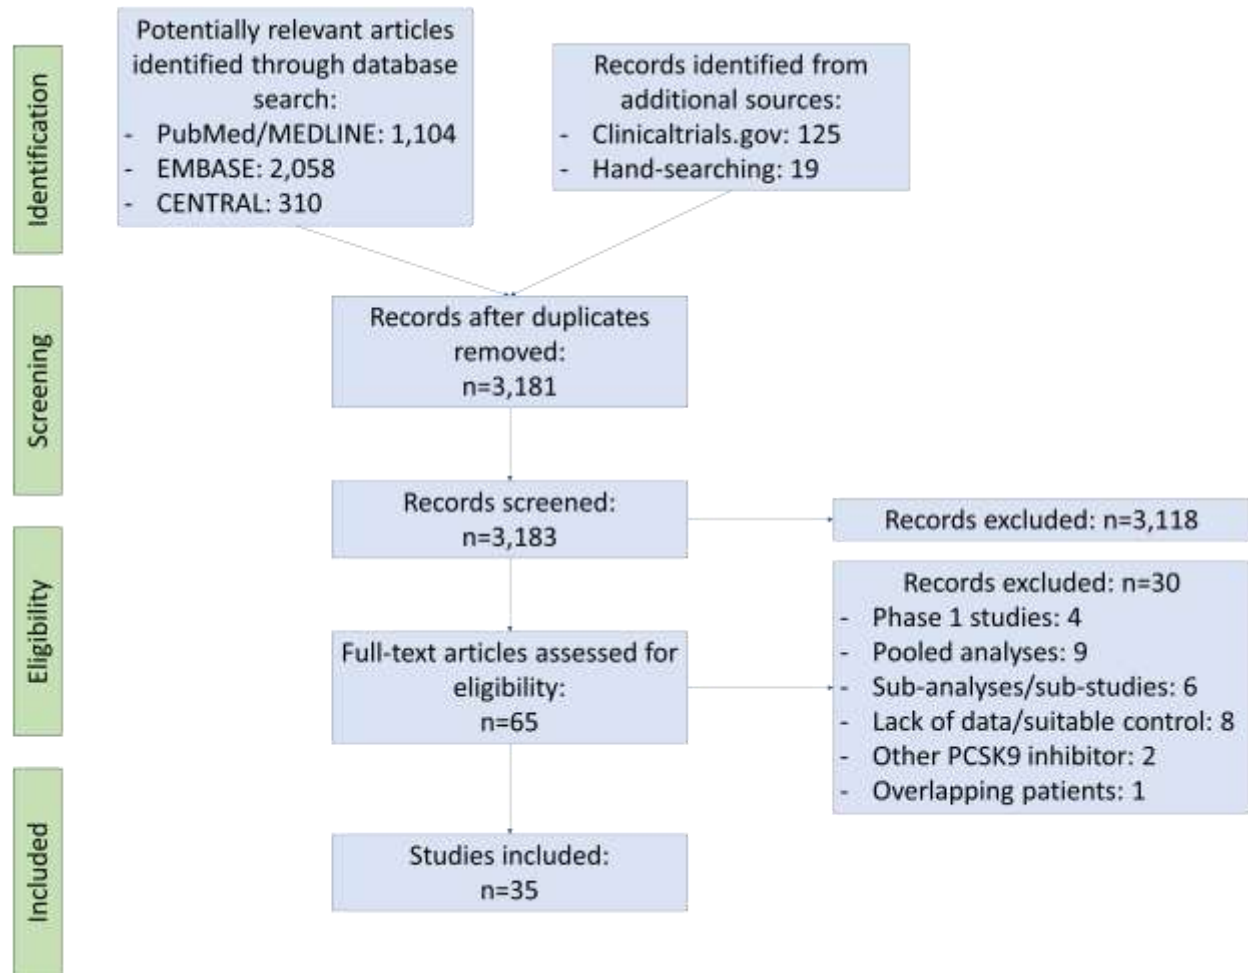 Identification
Potentially relevant articles
identified through database
search:
- PubMed/MEDLINE: 1,104
- EMBASE: 2,058
- CENTRAL: 310
Records identified from
additional sources:
- Clinicaltrials.gov: 125
- Hand-searching: 19
Screening
Records after duplicates
removed:
n=3,181
Records screened:
n=3,183
Records excluded: n=3,118
Eligibility
Full-text articles assessed for
eligibility:
n=65
Records excluded: n=30
- Phase 1 studies: 4
- Pooled analyses: 9
- Sub-analyses/sub-studies: 6
- Lack of data/suitable control: 8
- Other PCSK9 inhibitor: 2
- Overlapping patients: 1
Included
Studies included:
n=35